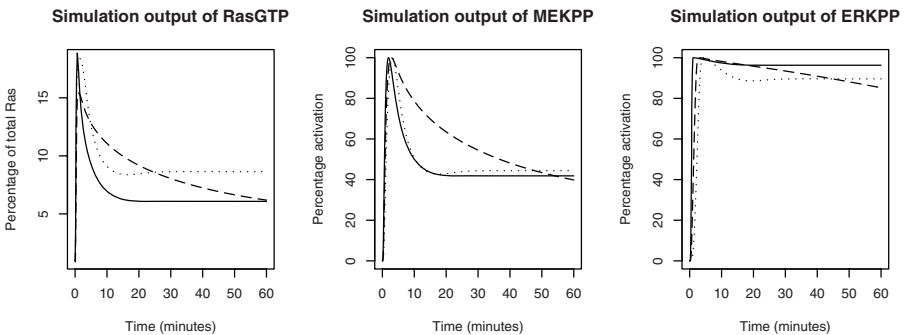 Simulation output of RasGTP
Percentage of total Ras
5
10
15
0 10 20 30 40 50 60
Time (minutes)
Simulation output of MEKPP
Percentage activation
0
20
40
60
80
100
0 10 20 30 40 50 60
Time (minutes)
Simulation output of ERKPP
Percentage activation
0
20
40
60
80
100
0 10 20 30 40 50 60
Time (minutes)